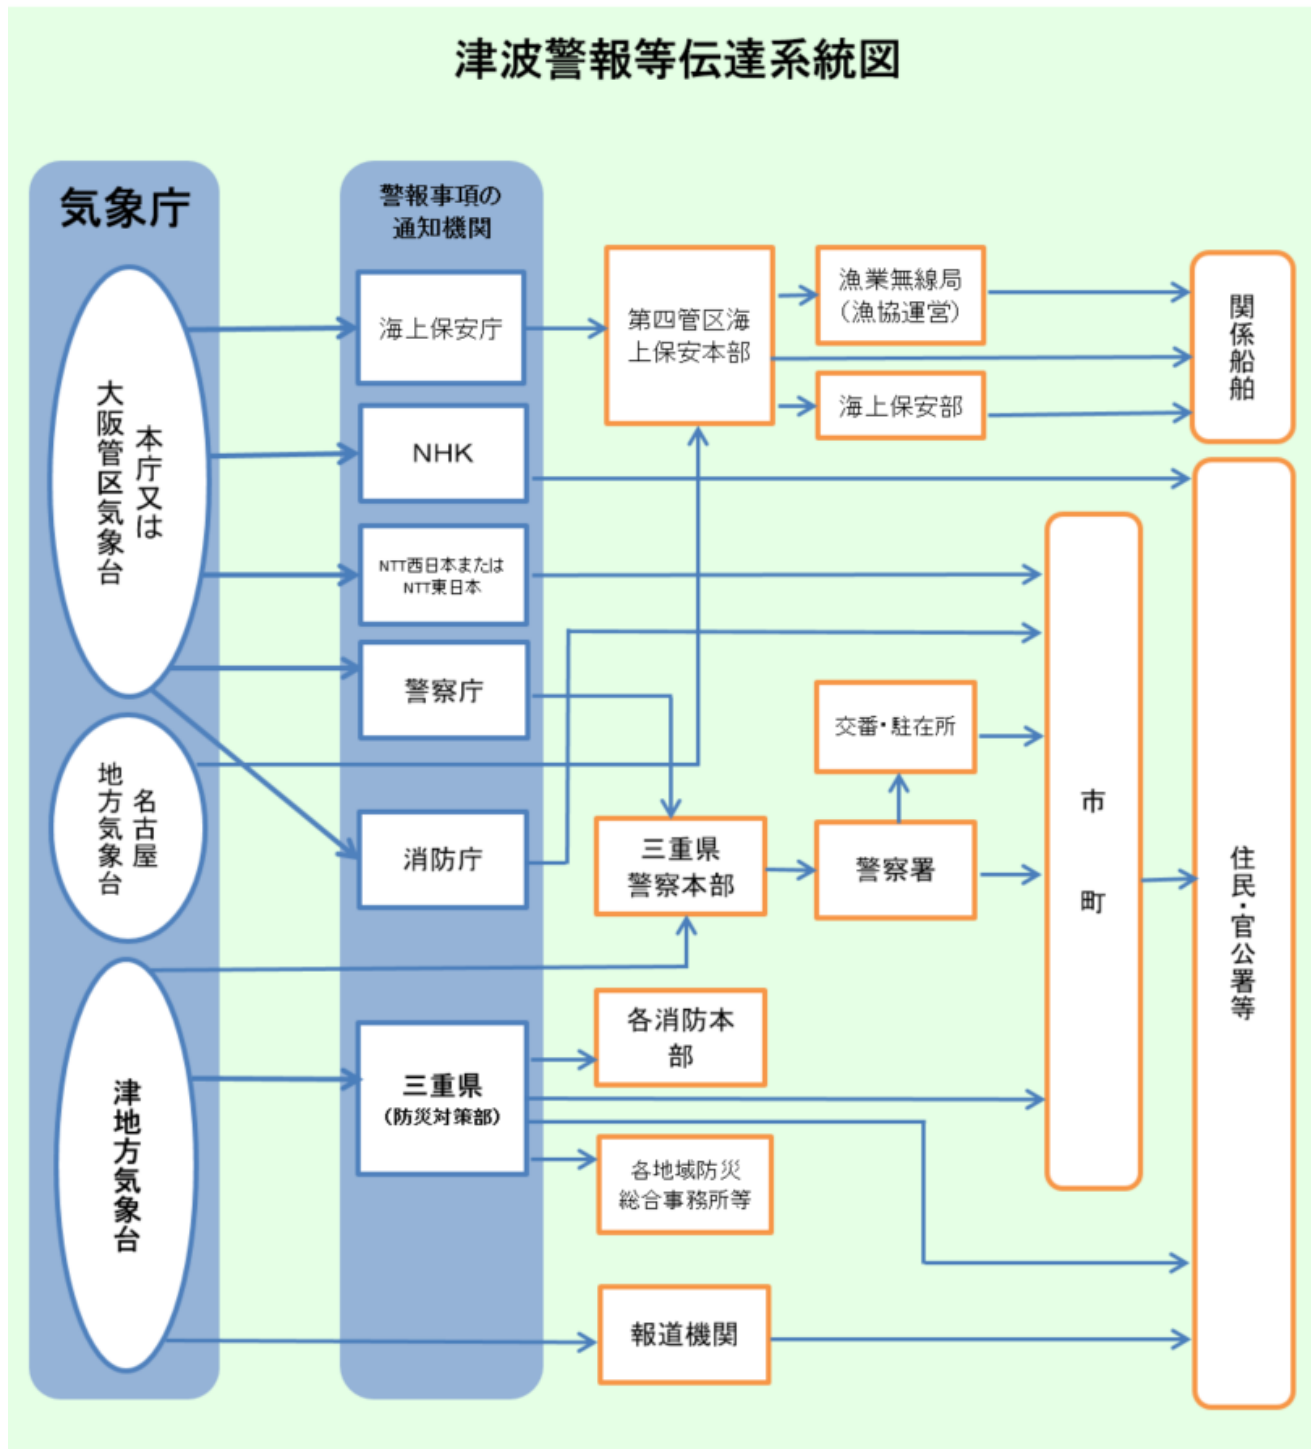 津波警報等伝達系統図
気象庁
本庁又は
大阪管区気象台
名古屋
地方気象台
津地方気象台
警報事項の
通知機関
海上保安庁
NHK
NTT西日本または
NTT東日本
警察庁
消防庁
三重県
（防災対策部）
第四管区海
上保安本部
三重県
警察本部
各消防本
部
各地域防災
総合事務所等
報道機関
漁業無線局
（漁協運営）
海上保安部
交番・駐在所
警察署
市町
関係船舶
住民・官公署等